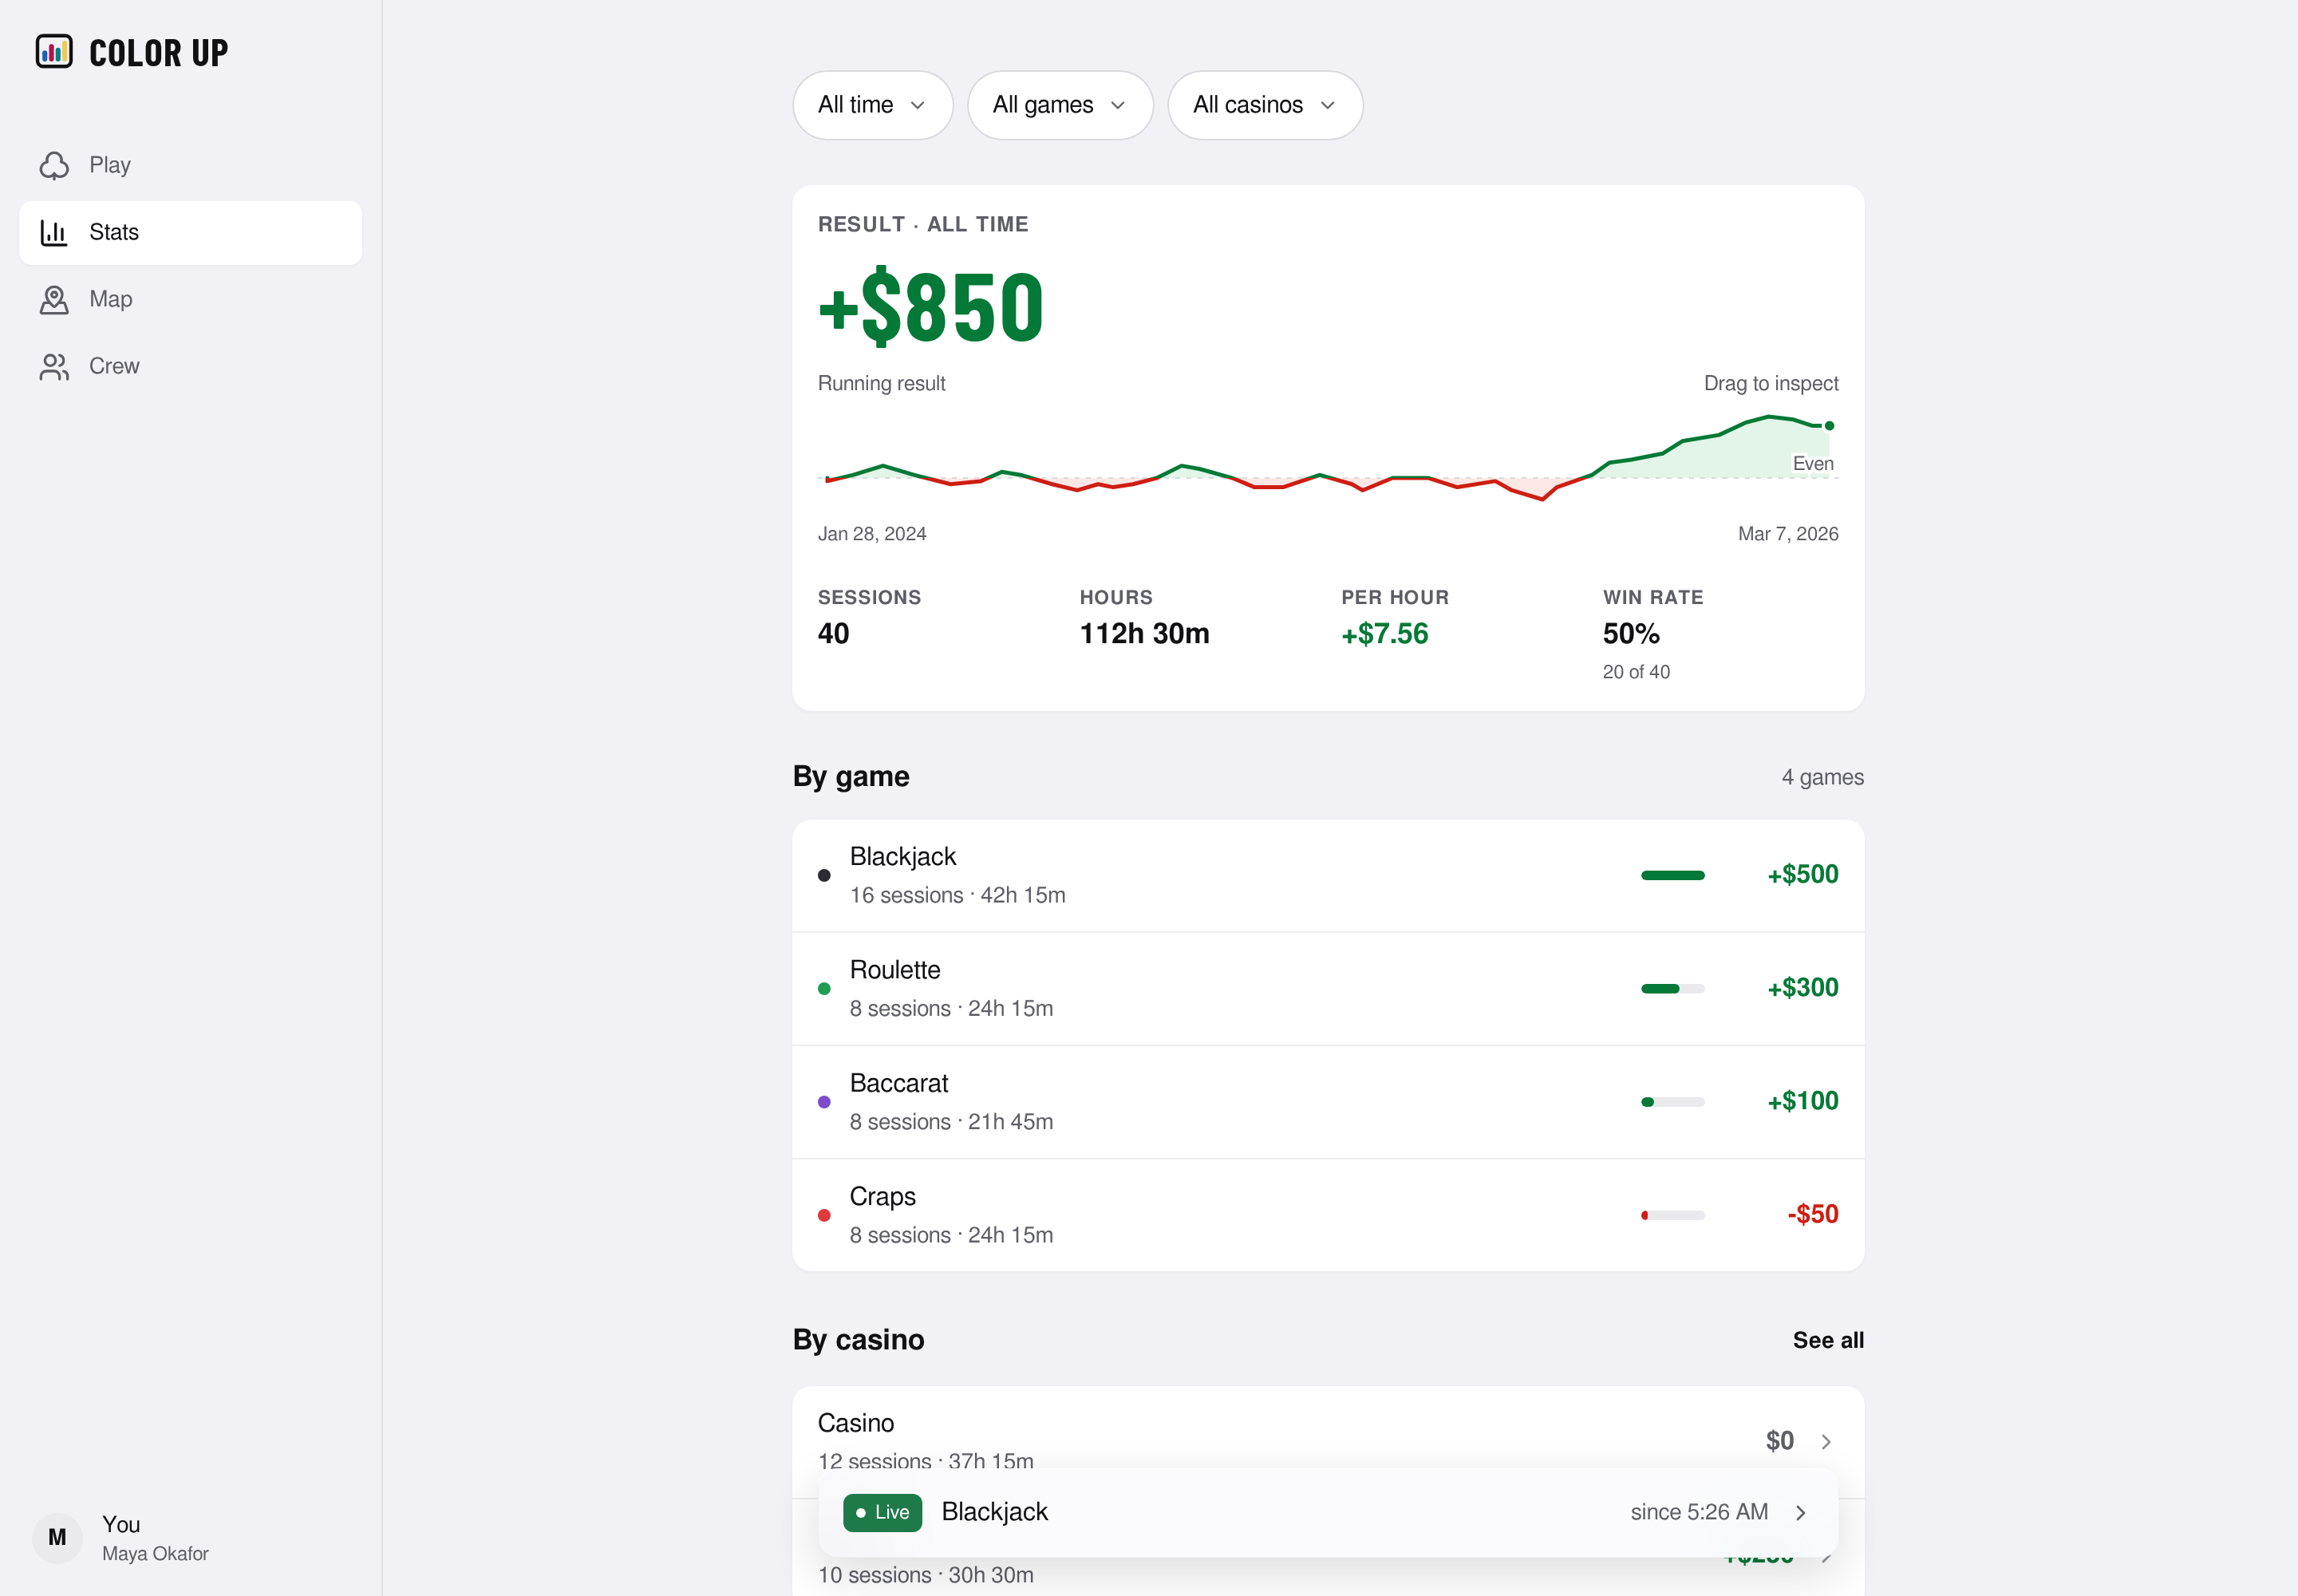 COLOR UP
Play
Stats
Map
Crew
You
M
Maya Okafor
All time
All games
All casinos
RESULT · ALL TIME
+$850
Running result
Drag to inspect
Even
Jan 28, 2024
Mar 7, 2026
SESSIONS
40
HOURS
112h 30m
PER HOUR
+$7.56
WIN RATE
50%
20 of 40
By game
4 games
Blackjack
16 sessions · 42h 15m
+$500
Roulette
8 sessions · 24h 15m
+$300
Baccarat
8 sessions · 21h 45m
+$100
Craps
8 sessions · 24h 15m
-$50
By casino
See all
Casino
12 sessions · 37h 15m
$0
Live
Blackjack
since 5:26 AM
10 sessions · 30h 30m